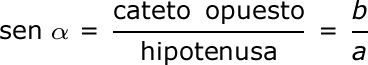 sen α = cateto opuesto / hipotenusa = b / a